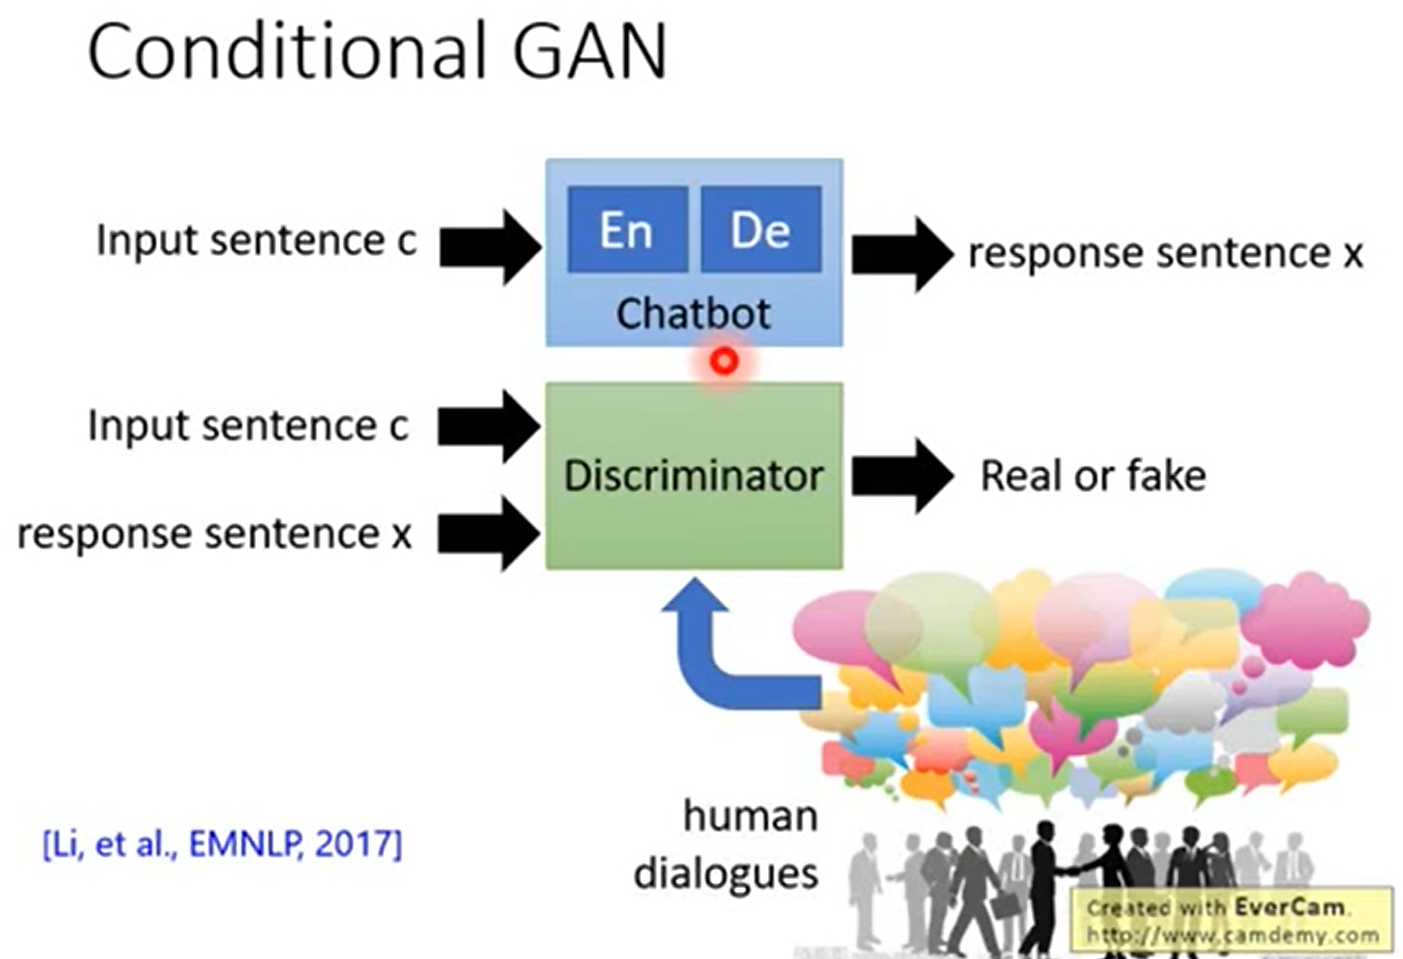 Conditional GAN
Input sentence c
En De
Chatbot
response sentence x
Input sentence c
response sentence x
Discriminator
Real or fake
human
dialogues
[Li, et al., EMNLP, 2017]
Created with EverCam.
http://www.camdemy.com